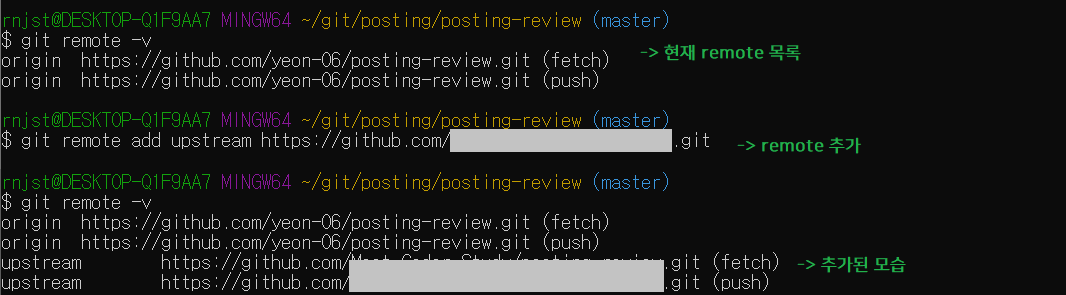 rnjst@DESKTOP-Q1F9AA7 MINGW64 ~/git/posting/posting-review (master)
$ git remote -v
-> 현재 remote 목록
origin https://github.com/yeon-06/posting-review.git (fetch)
origin https://github.com/yeon-06/posting-review.git (push)
rnjst@DESKTOP-Q1F9AA7 MINGW64 ~/git/posting/posting-review (master)
$ git remote add upstream https://github.com/ .git -> remote 추가
rnjst@DESKTOP-Q1F9AA7 MINGW64 ~/git/posting/posting-review (master)
$ git remote -v
origin https://github.com/yeon-06/posting-review.git (fetch)
origin https://github.com/yeon-06/posting-review.git (push)
upstream https://github.com/ .git (fetch) -> 추가된 모습
upstream https://github.com/ .git (push)